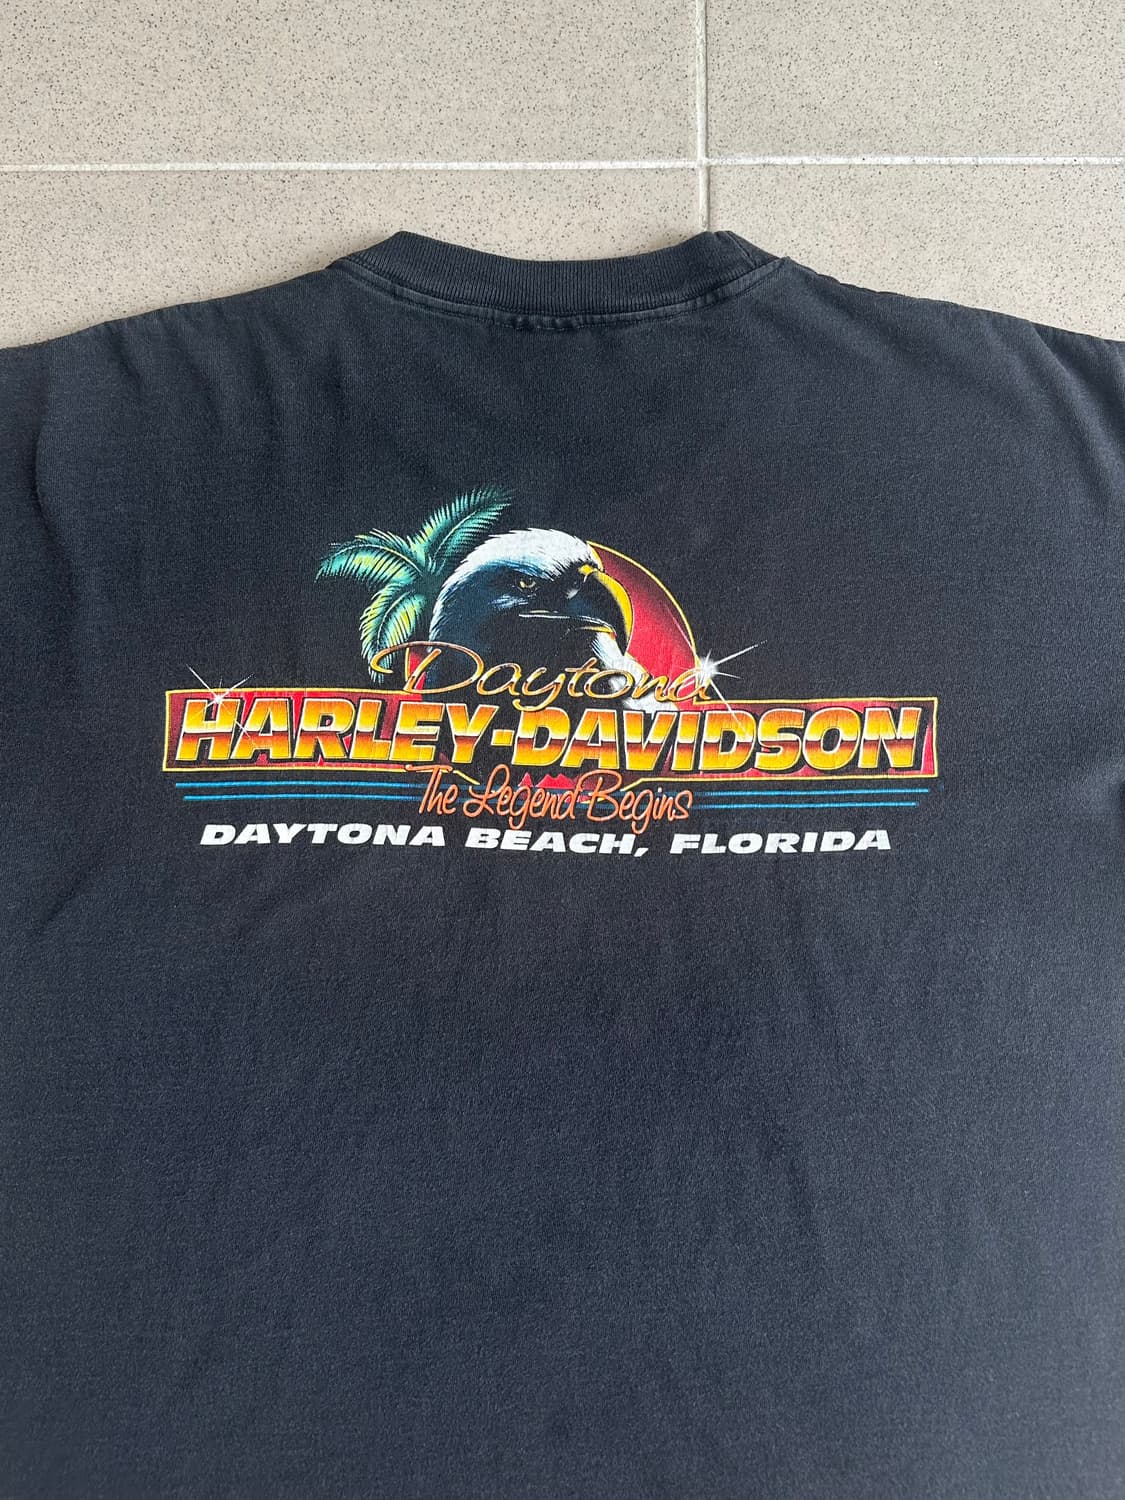 Daytona
HARLEY-DAVIDSON
The Legend Begins
DAYTONA BEACH, FLORIDA